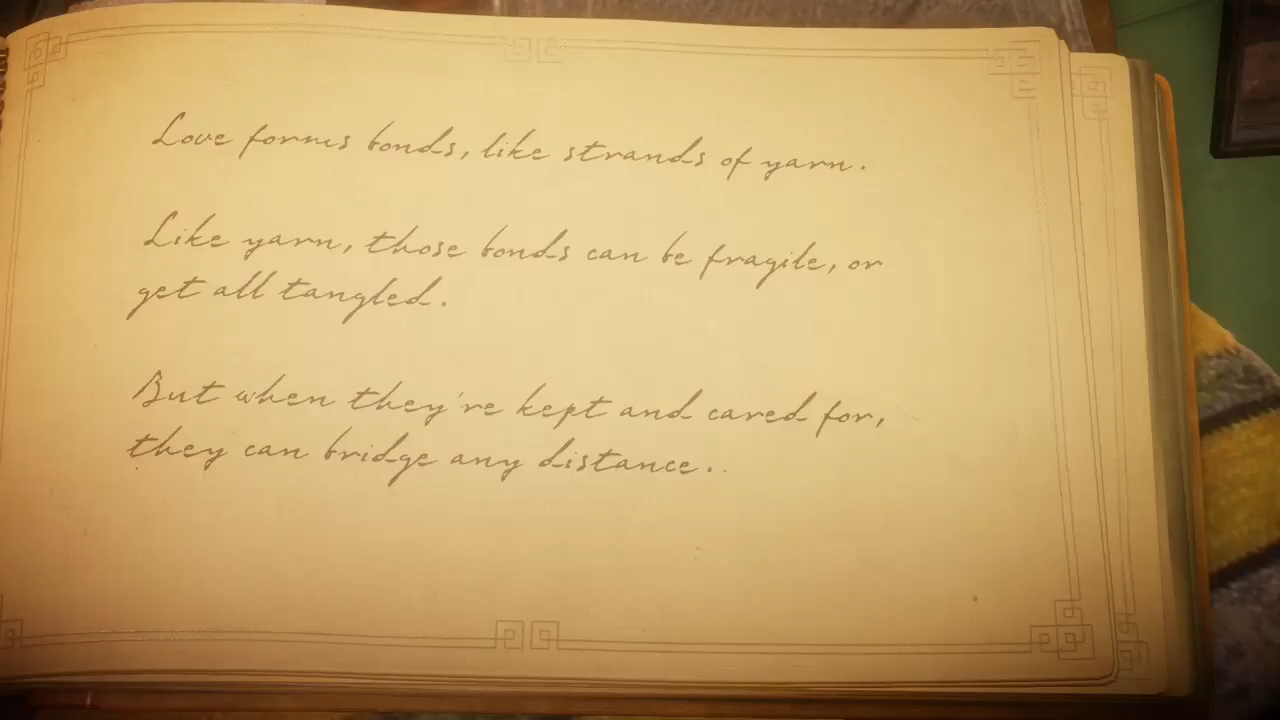 Love forms bonds, like strands of yarn.
Like yarn, those bonds can be fragile, or
get all tangled.
But when they're kept and cared for,
they can bridge any distance..